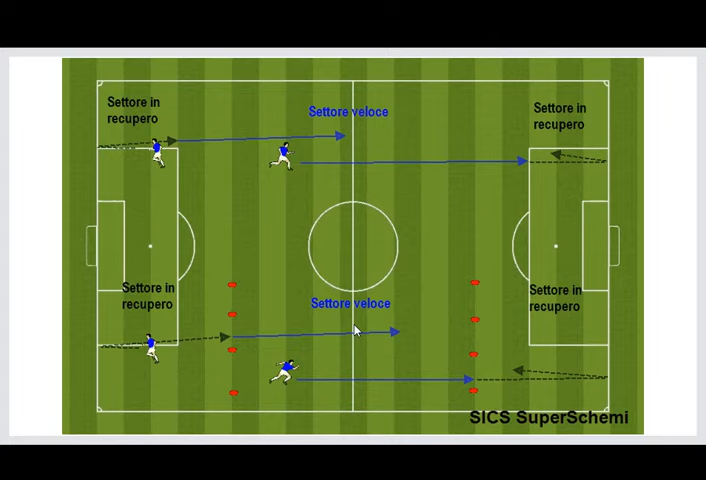 Settore in
recupero
Settore veloce
Settore in
recupero
Settore in
recupero
Settore veloce
Settore in
recupero
SICS SuperSchemi